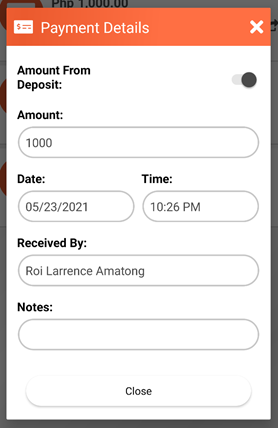 Php 1,000.00
Payment Details
Amount From
Deposit:
Amount:
1000
Date: Time:
05/23/2021 10:26 PM
Received By:
Roi Larrence Amatong
Notes:
Close